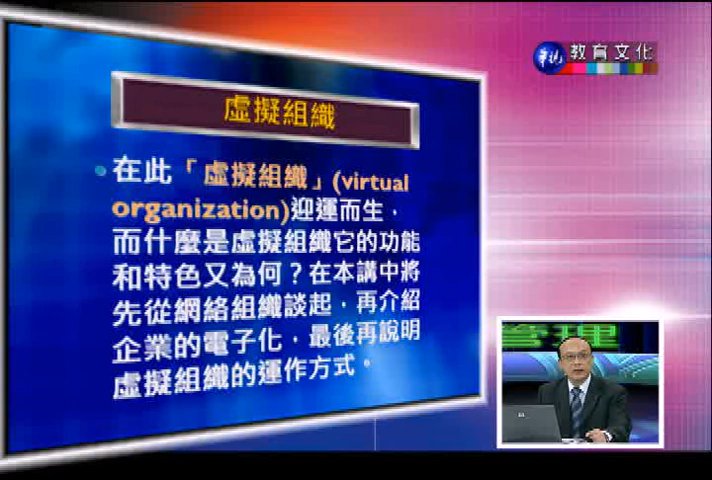 華視
教育文化
虛擬組織
在此「虛擬組織」(virtual
organization)迎運而生，
而什麼是虛擬組織它的功能
和特色又為何？在本講中將
先從網絡組織談起，再介紹
企業的電子化，最後再說明
虛擬組織的運作方式。
管理